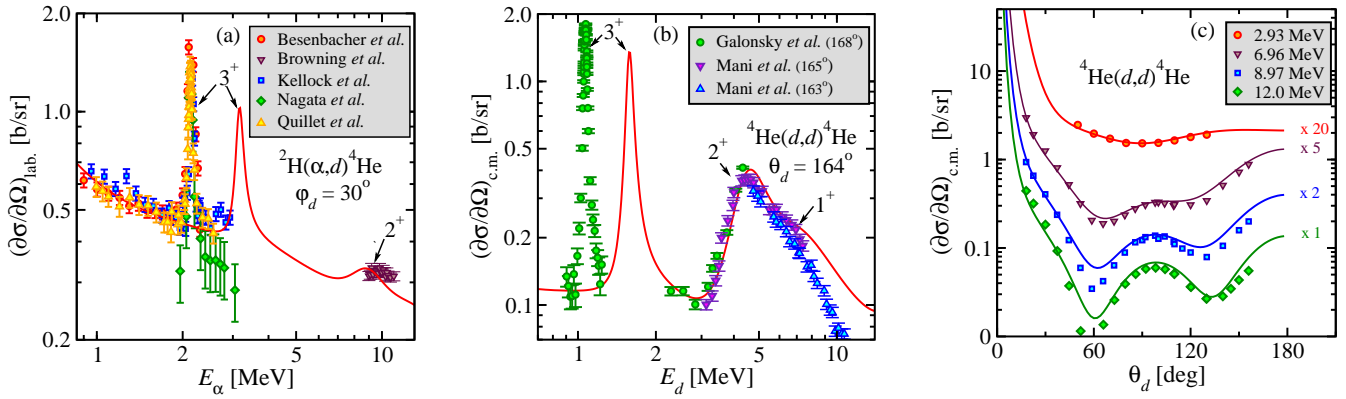 (a)
Besenbacher et al.
Browning et al.
Kellock et al.
Nagata et al.
Quillet et al.
3+
2H(α,d)4He
φd = 30o
2+
2.0
1.0
0.5
0.2
(∂σ/∂Ω)lab. [b/sr]
1 2 5 10
Eα [MeV]
(b)
Galonsky et al. (168o)
Mani et al. (165o)
Mani et al. (163o)
3+
4He(d,d)4He
θd = 164o
2+
1+
2.0
1.0
0.5
0.2
0.1
(∂σ/∂Ω)c.m. [b/sr]
1 2 5 10
Ed [MeV]
(c)
2.93 MeV
6.96 MeV
8.97 MeV
12.0 MeV
4He(d,d)4He
x 20
x 5
x 2
x 1
10
1
0.1
0
(∂σ/∂Ω)c.m. [b/sr]
0 60 120 180
θd [deg]